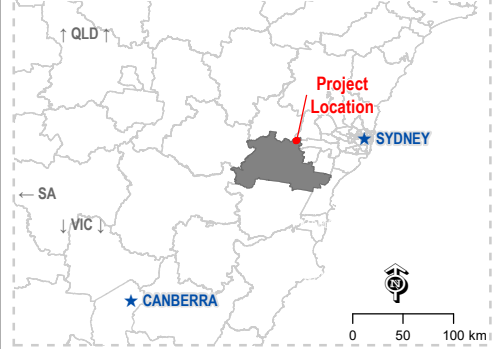 ↑ QLD ↑
Project
Location
SYDNEY
← SA
↓ VIC ↓
CANBERRA
N
0 50 100 km